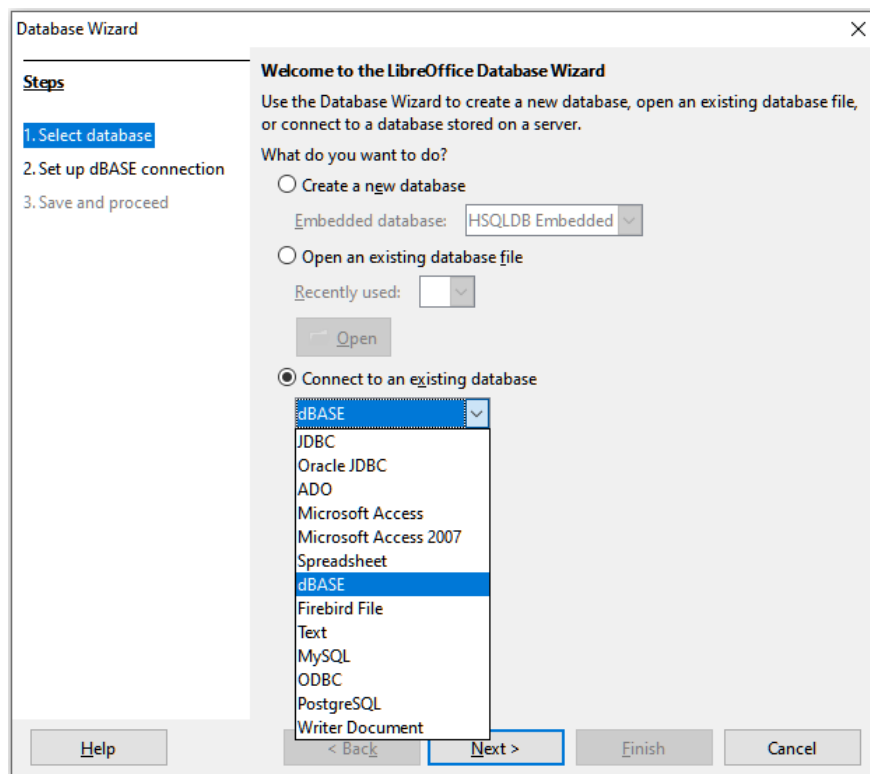 Database Wizard
Steps
1. Select database
2. Set up dBASE connection
3. Save and proceed
Welcome to the LibreOffice Database Wizard
Use the Database Wizard to create a new database, open an existing database file,
or connect to a database stored on a server.
What do you want to do?
Create a new database
Embedded database: HSQLDB Embedded
Open an existing database file
Recently used:
Open
Connect to an existing database
dBASE
JDBC
Oracle JDBC
ADO
Microsoft Access
Microsoft Access 2007
Spreadsheet
dBASE
Firebird File
Text
MySQL
ODBC
PostgreSQL
Writer Document
Help < Back Next > Finish Cancel